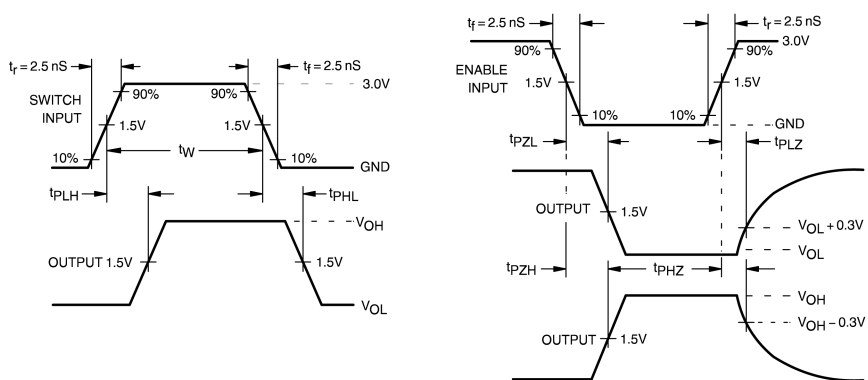 tr = 2.5 nS
tf = 2.5 nS
3.0V
90%
90%
SWITCH
INPUT
1.5V
1.5V
10%
tW
10%
GND
tPLH
tPHL
VOH
OUTPUT 1.5V
1.5V
VOL
tf = 2.5 nS
tr = 2.5 nS
3.0V
90%
90%
ENABLE
INPUT
1.5V
1.5V
10%
10%
GND
tPZL
tPLZ
OUTPUT
1.5V
VOL + 0.3V
VOL
tPZH
tPHZ
VOH
VOH – 0.3V
OUTPUT
1.5V